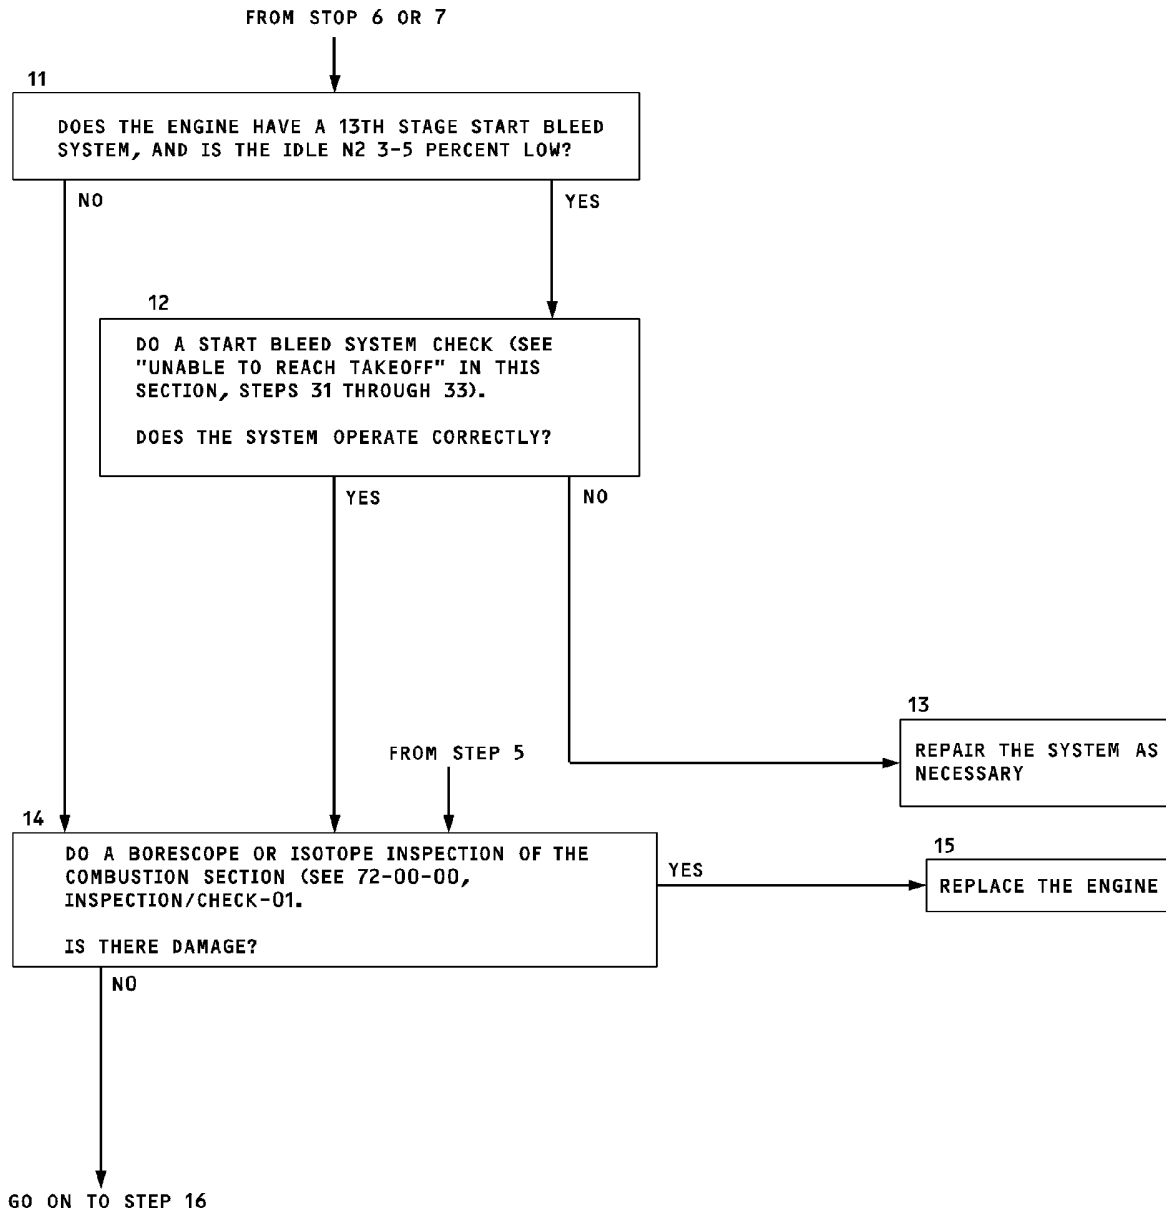 FROM STOP 6 OR 7
11
DOES THE ENGINE HAVE A 13TH STAGE START BLEED
SYSTEM, AND IS THE IDLE N2 3-5 PERCENT LOW?
NO
YES
12
DO A START BLEED SYSTEM CHECK (SEE
"UNABLE TO REACH TAKEOFF" IN THIS
SECTION, STEPS 31 THROUGH 33).
DOES THE SYSTEM OPERATE CORRECTLY?
YES
NO
13
REPAIR THE SYSTEM AS
NECESSARY
FROM STEP 5
14
DO A BORESCOPE OR ISOTOPE INSPECTION OF THE
COMBUSTION SECTION (SEE 72-00-00,
INSPECTION/CHECK-01.
IS THERE DAMAGE?
YES
15
REPLACE THE ENGINE
NO
GO ON TO STEP 16